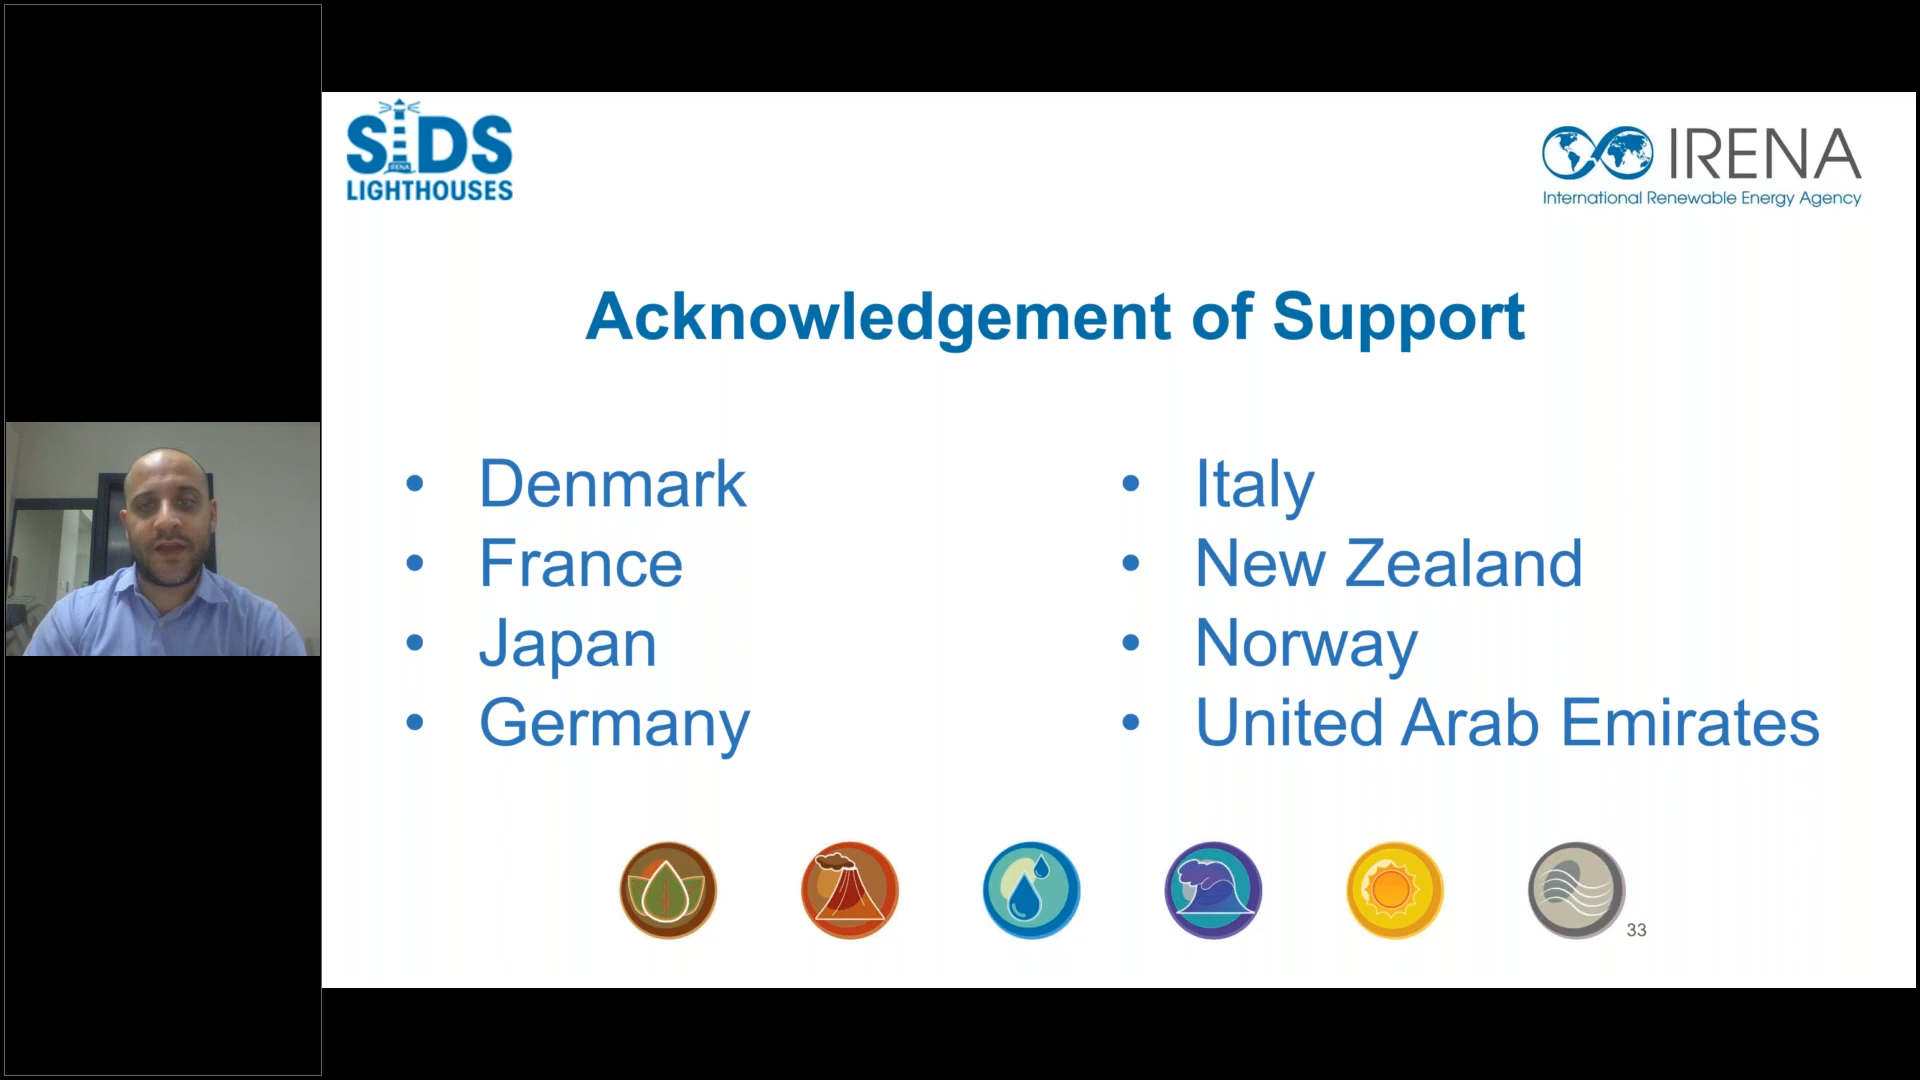 SIDS
IRENA
LIGHTHOUSES
IRENA
International Renewable Energy Agency
Acknowledgement of Support
• Denmark
• France
• Japan
• Germany
• Italy
• New Zealand
• Norway
• United Arab Emirates
33